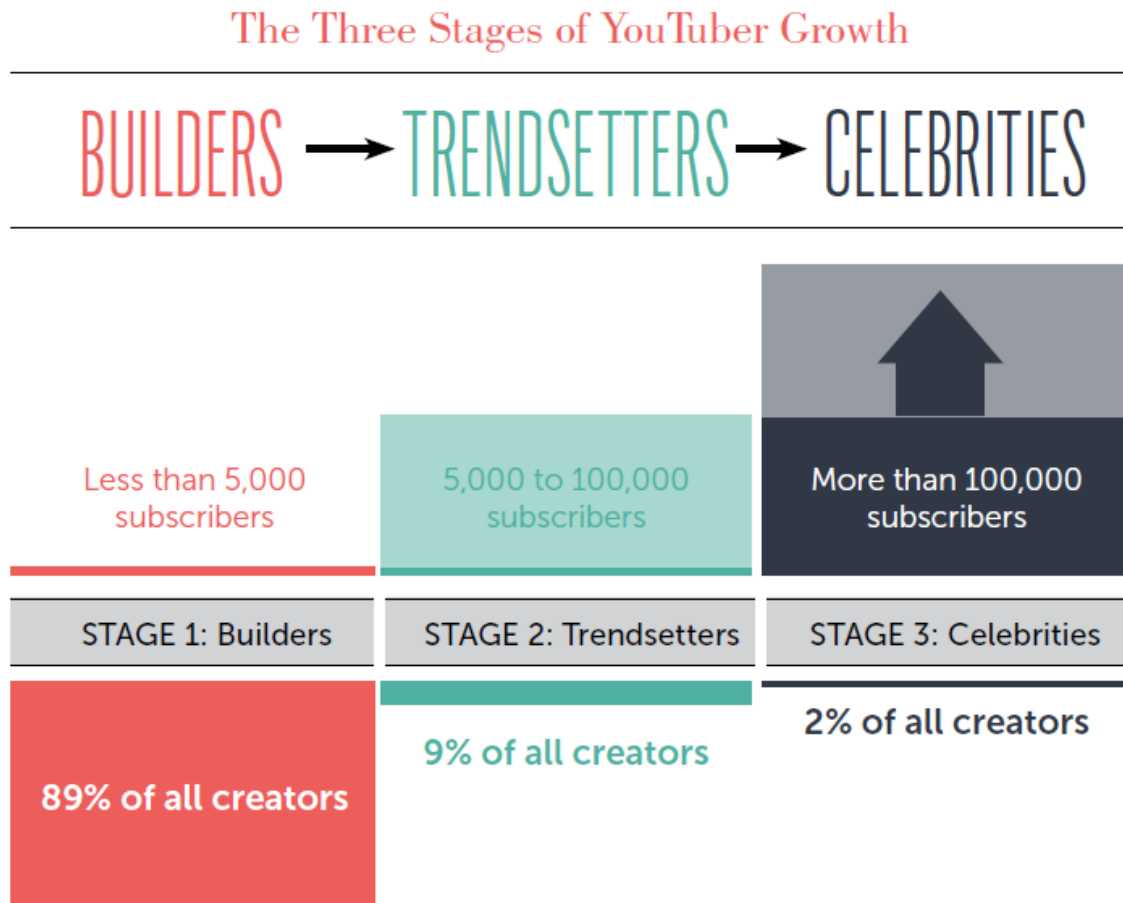 The Three Stages of YouTuber Growth
BUILDERS
TRENDSETTERS
CELEBRITIES
Less than 5,000
subscribers
5,000 to 100,000
subscribers
More than 100,000
subscribers
STAGE 1: Builders
STAGE 2: Trendsetters
STAGE 3: Celebrities
89% of all creators
9% of all creators
2% of all creators